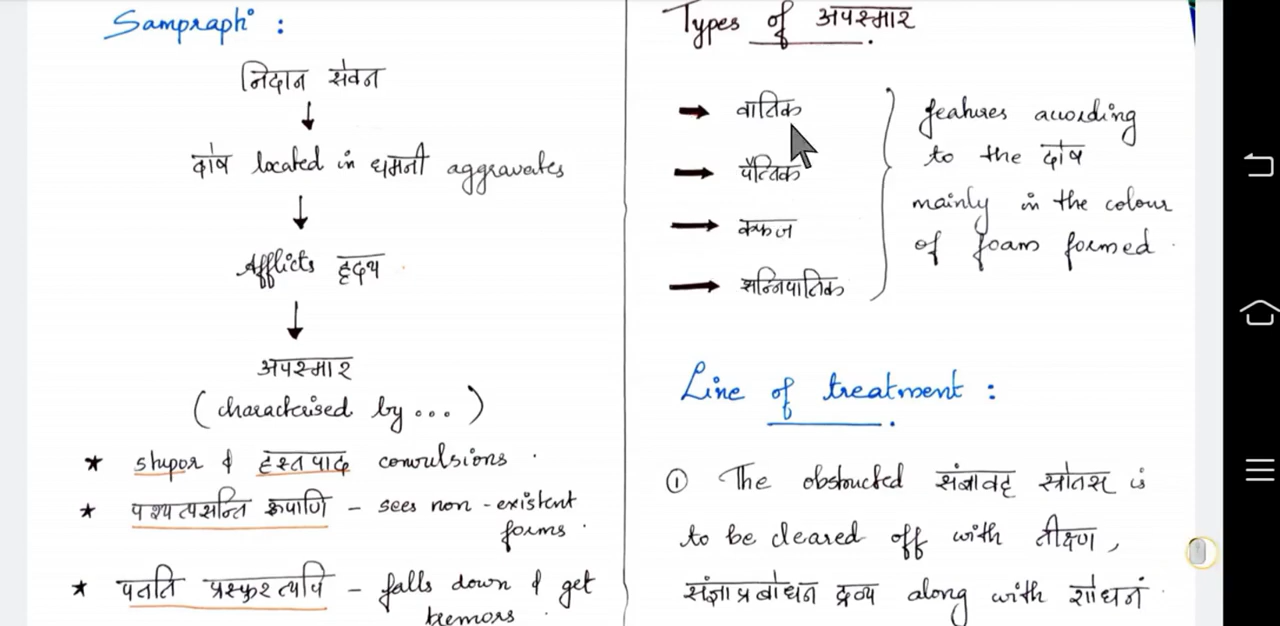 Sampraphº :
निदान सेवन
दोष located in धमनी aggravates
Afflicts हृदय
अपस्मार
(characterised by...)
* stupor & हस्तपाद convulsions .
* पश्यत्यसन्ति रूपाणि – sees non-existent
forms .
* पतति प्रस्फुरत्यपि – falls down & get
tremors .
Types of अपस्मार .
→ वातिक
→ पैत्तिक
→ कफज
→ सन्निपातिक
features according
to the दोष
mainly in the colour
of foam formed .
Line of treatment :
① The obstructed संज्ञावह स्रोतस is
to be cleared off with तीक्ष्ण,
संज्ञाप्रबोधन द्रव्य along with शोधनं